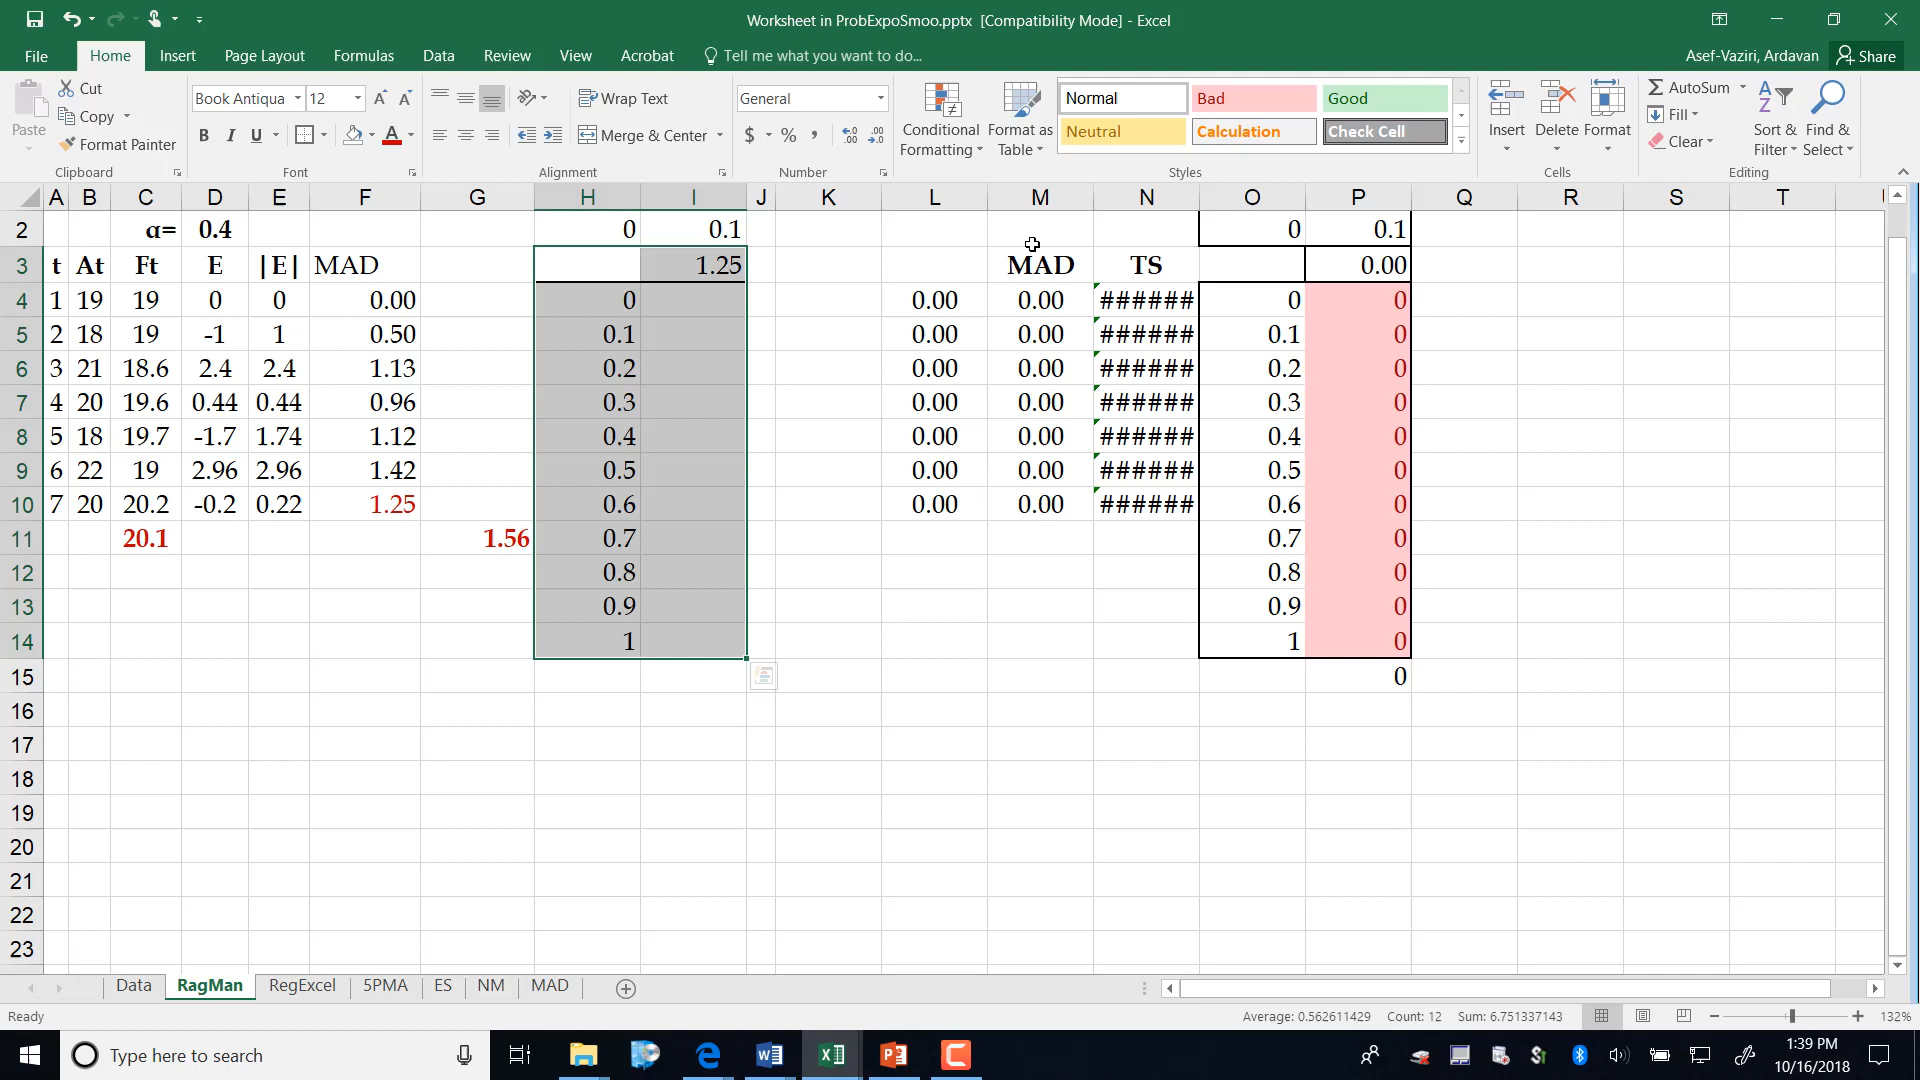 Worksheet in ProbExpoSmoo.pptx [Compatibility Mode] - Excel
File Home Insert Page Layout Formulas Data Review View Acrobat Tell me what you want to do... Asef-Vaziri, Ardavan Share
Paste
Cut
Copy
Format Painter
Clipboard
Book Antiqua 12
B I U
Font
Wrap Text
Merge & Center
Alignment
General
$ % ,
Number
Conditional Formatting
Format as Table
Normal Bad Good
Neutral Calculation Check Cell
Styles
Insert Delete Format
Cells
AutoSum
Fill
Clear
Sort & Filter
Find & Select
Editing
A B C D E F G H I J K L M N O P Q R S T
2 α= 0.4 0 0.1 0 0.1
3 t At Ft E |E| MAD 1.25 MAD TS 0.00
4 1 19 19 0 0 0.00 0 0.00 0.00 ###### 0 0
5 2 18 19 -1 1 0.50 0.1 0.00 0.00 ###### 0.1 0
6 3 21 18.6 2.4 2.4 1.13 0.2 0.00 0.00 ###### 0.2 0
7 4 20 19.6 0.44 0.44 0.96 0.3 0.00 0.00 ###### 0.3 0
8 5 18 19.7 -1.7 1.74 1.12 0.4 0.00 0.00 ###### 0.4 0
9 6 22 19 2.96 2.96 1.42 0.5 0.00 0.00 ###### 0.5 0
10 7 20 20.2 -0.2 0.22 1.25 0.6 0.00 0.00 ###### 0.6 0
11 20.1 1.56 0.7 0.7 0
12 0.8 0.8 0
13 0.9 0.9 0
14 1 1 0
15 0
16
17
18
19
20
21
22
23
Data RagMan RegExcel 5PMA ES NM MAD
Ready Average: 0.562611429 Count: 12 Sum: 6.751337143 132%
Type here to search
1:39 PM
10/16/2018